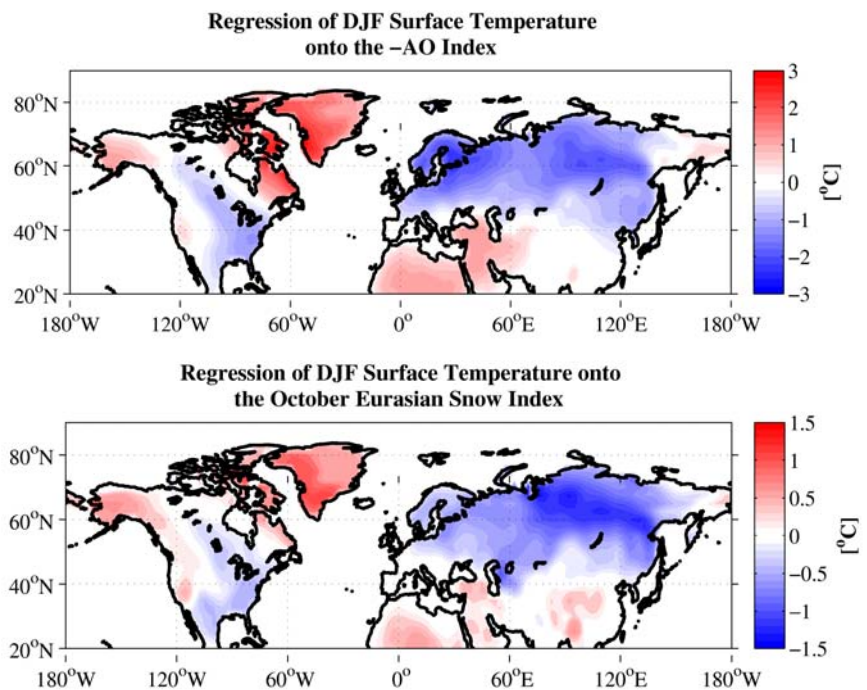 Regression of DJF Surface Temperature
onto the −AO Index
80°N
60°N
40°N
20°N
180°W 120°W 60°W 0° 60°E 120°E 180°W
3
2
1
0
−1
−2
−3
[°C]
Regression of DJF Surface Temperature onto
the October Eurasian Snow Index
80°N
60°N
40°N
20°N
180°W 120°W 60°W 0° 60°E 120°E 180°W
1.5
1
0.5
0
−0.5
−1
−1.5
[°C]